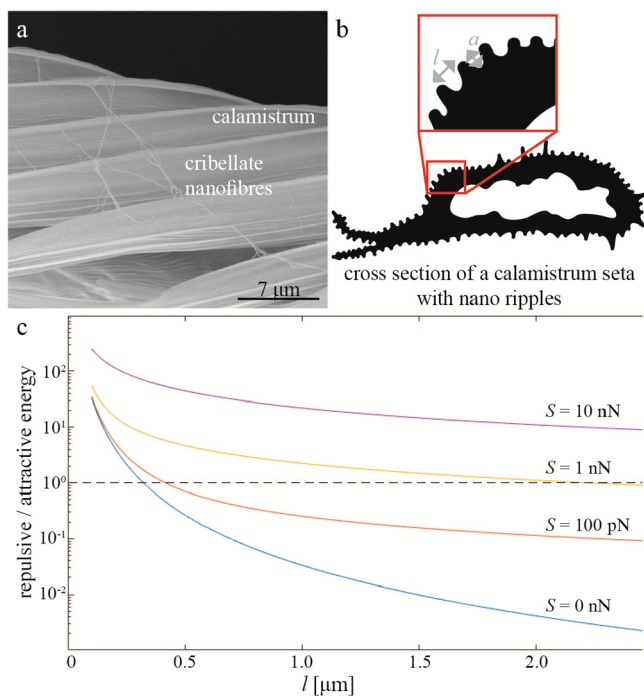 a
calamistrum
cribellate
nanofibres
7 μm
b
l
a
cross section of a calamistrum seta
with nano ripples
c
repulsive / attractive energy
10²
10¹
10⁰
10⁻¹
10⁻²
S = 10 nN
S = 1 nN
S = 100 pN
S = 0 nN
0
0.5
1.0
1.5
2.0
l [μm]